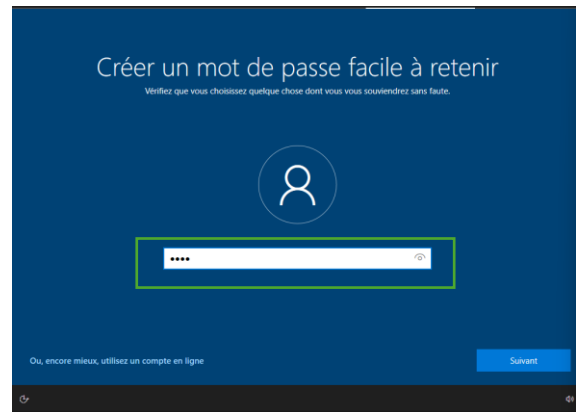 Créer un mot de passe facile à retenir
Vérifiez que vous choisissez quelque chose dont vous vous souviendrez sans faute.
••••
Ou, encore mieux, utilisez un compte en ligne
Suivant